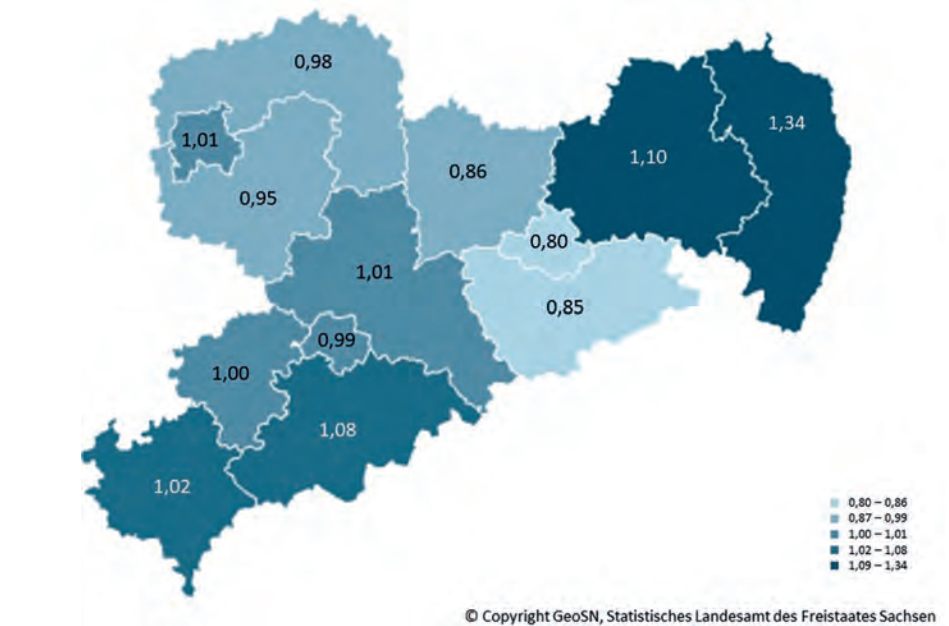 0,98
1,34
1,01
1,10
0,86
0,95
0,80
1,01
0,85
0,99
1,00
1,08
1,02
0,80 – 0,86
0,87 – 0,99
1,00 – 1,01
1,02 – 1,08
1,09 – 1,34
© Copyright GeoSN, Statistisches Landesamt des Freistaates Sachsen